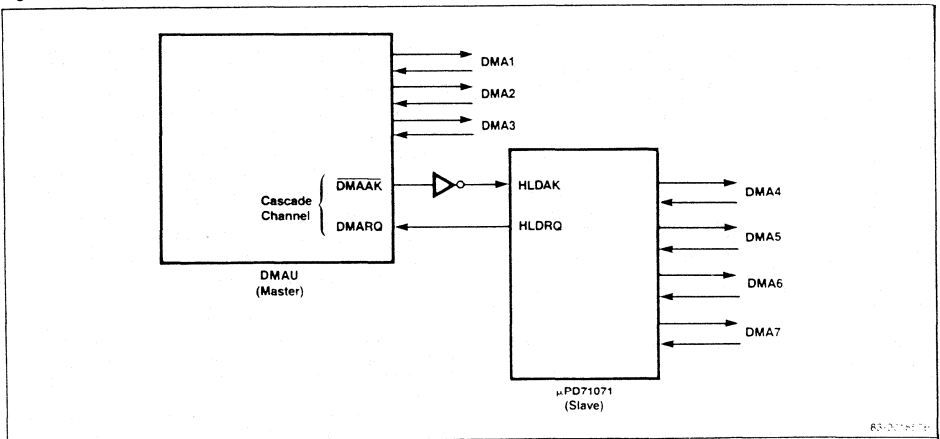 DMA1
DMA2
DMA3
Cascade
Channel
DMAAK
DMARQ
HLDAK
HLDRQ
DMA4
DMA5
DMA6
DMA7
DMAU
(Master)
μPD71071
(Slave)